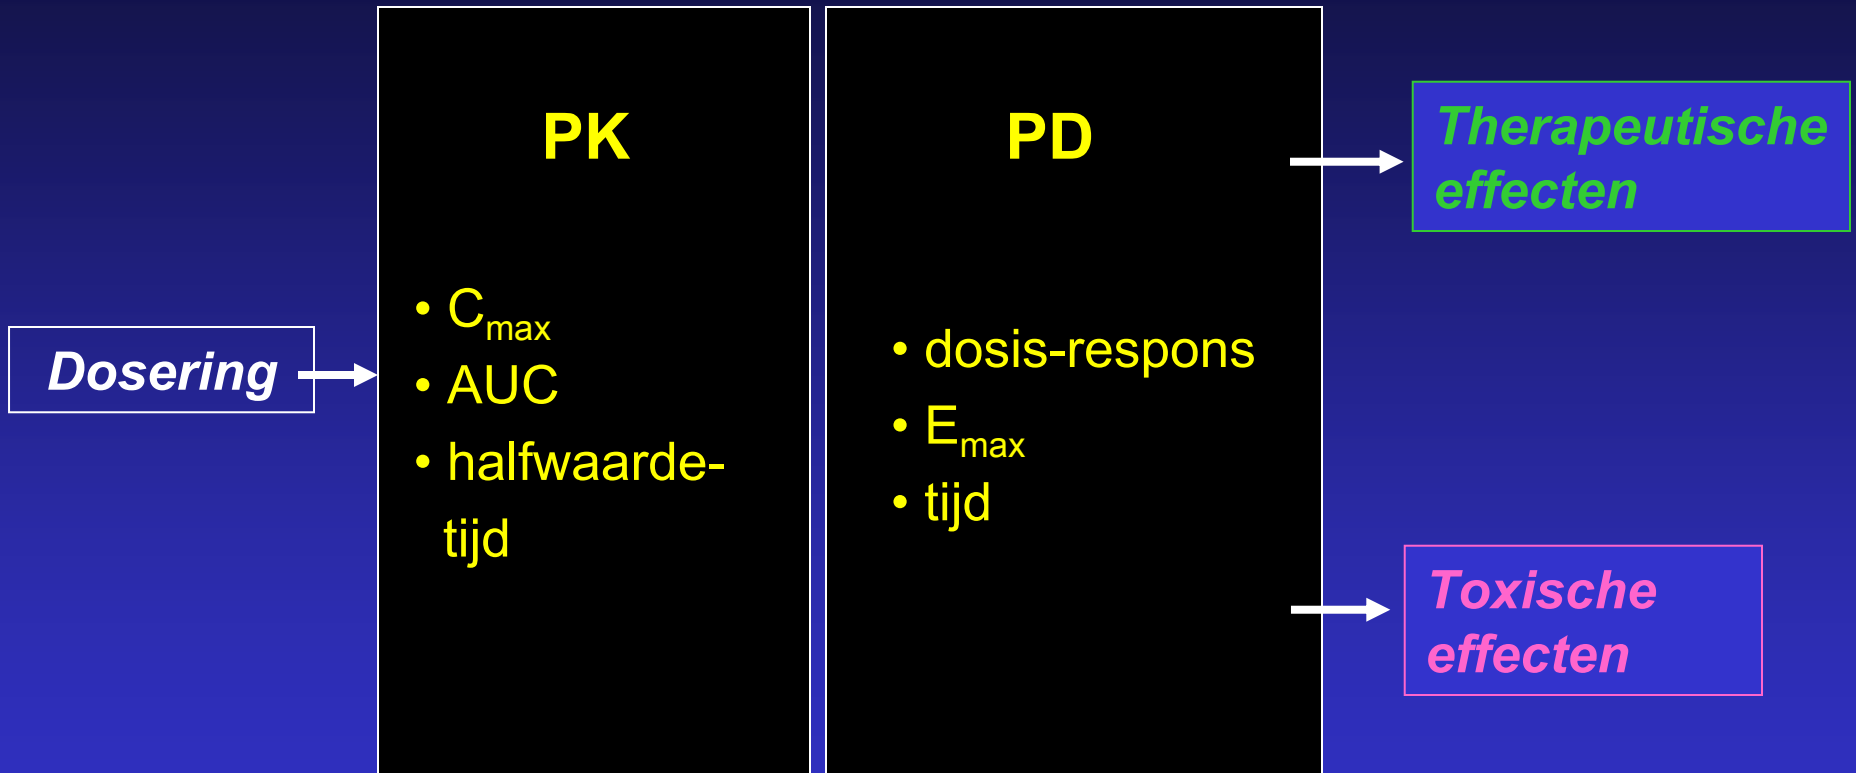 Dosering
PK
• Cmax
• AUC
• halfwaarde-
tijd
PD
• dosis-respons
• Emax
• tijd
Therapeutische
effecten
Toxische
effecten